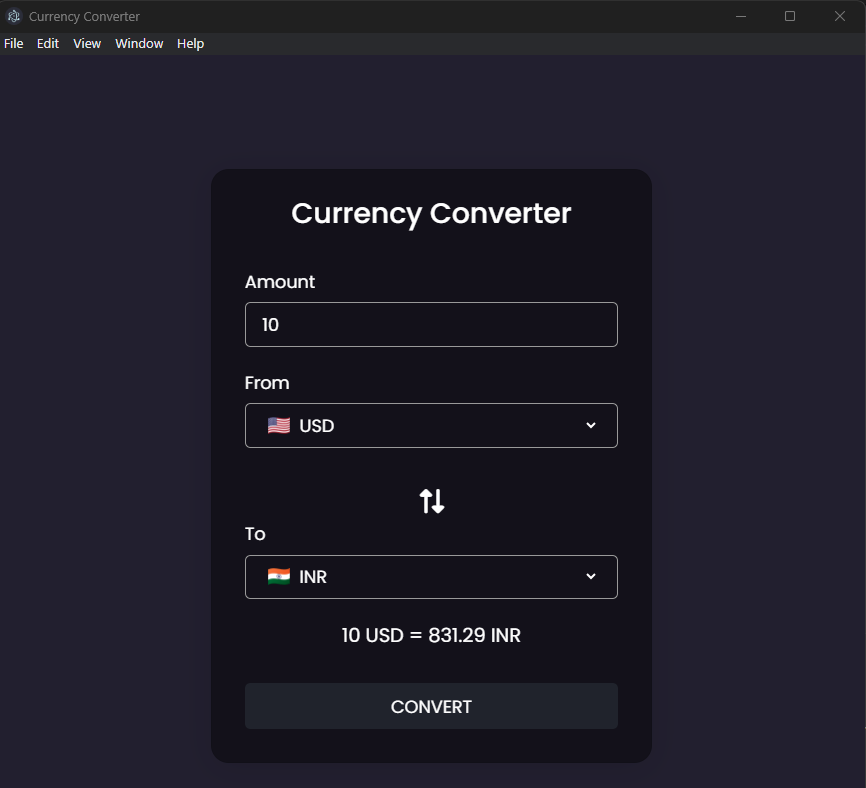 Currency Converter
File Edit View Window Help
Currency Converter
Amount
10
From
USD
To
INR
10 USD = 831.29 INR
CONVERT